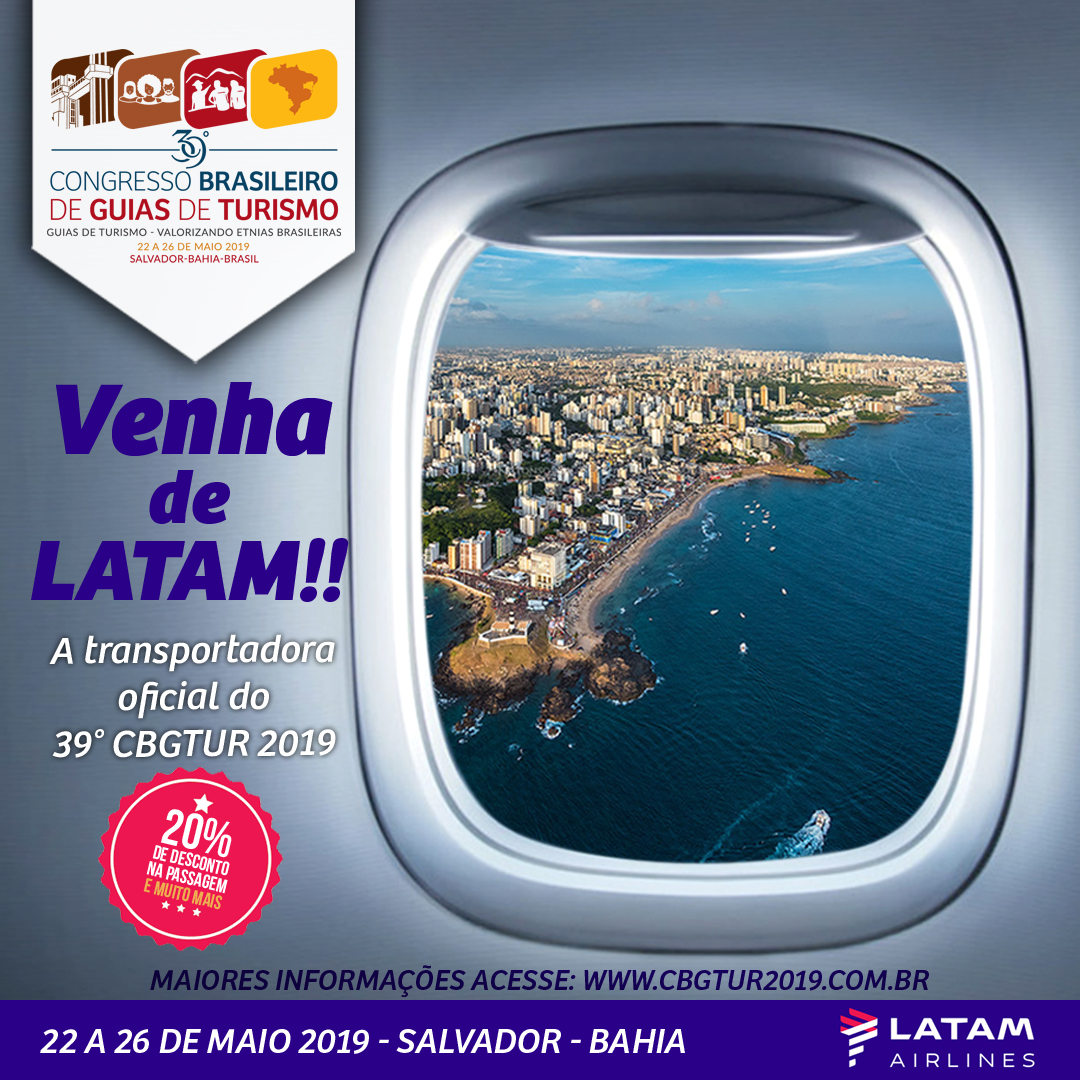 39°
CONGRESSO BRASILEIRO
DE GUIAS DE TURISMO
GUIAS DE TURISMO - VALORIZANDO ETNIAS BRASILEIRAS
22 A 26 DE MAIO 2019
SALVADOR-BAHIA-BRASIL
Venha
de
LATAM!!
A transportadora
oficial do
39° CBGTUR 2019
20%
DE DESCONTO
NA PASSAGEM
E MUITO MAIS
MAIORES INFORMAÇÕES ACESSE: WWW.CBGTUR2019.COM.BR
22 A 26 DE MAIO 2019 - SALVADOR - BAHIA
LATAM
AIRLINES